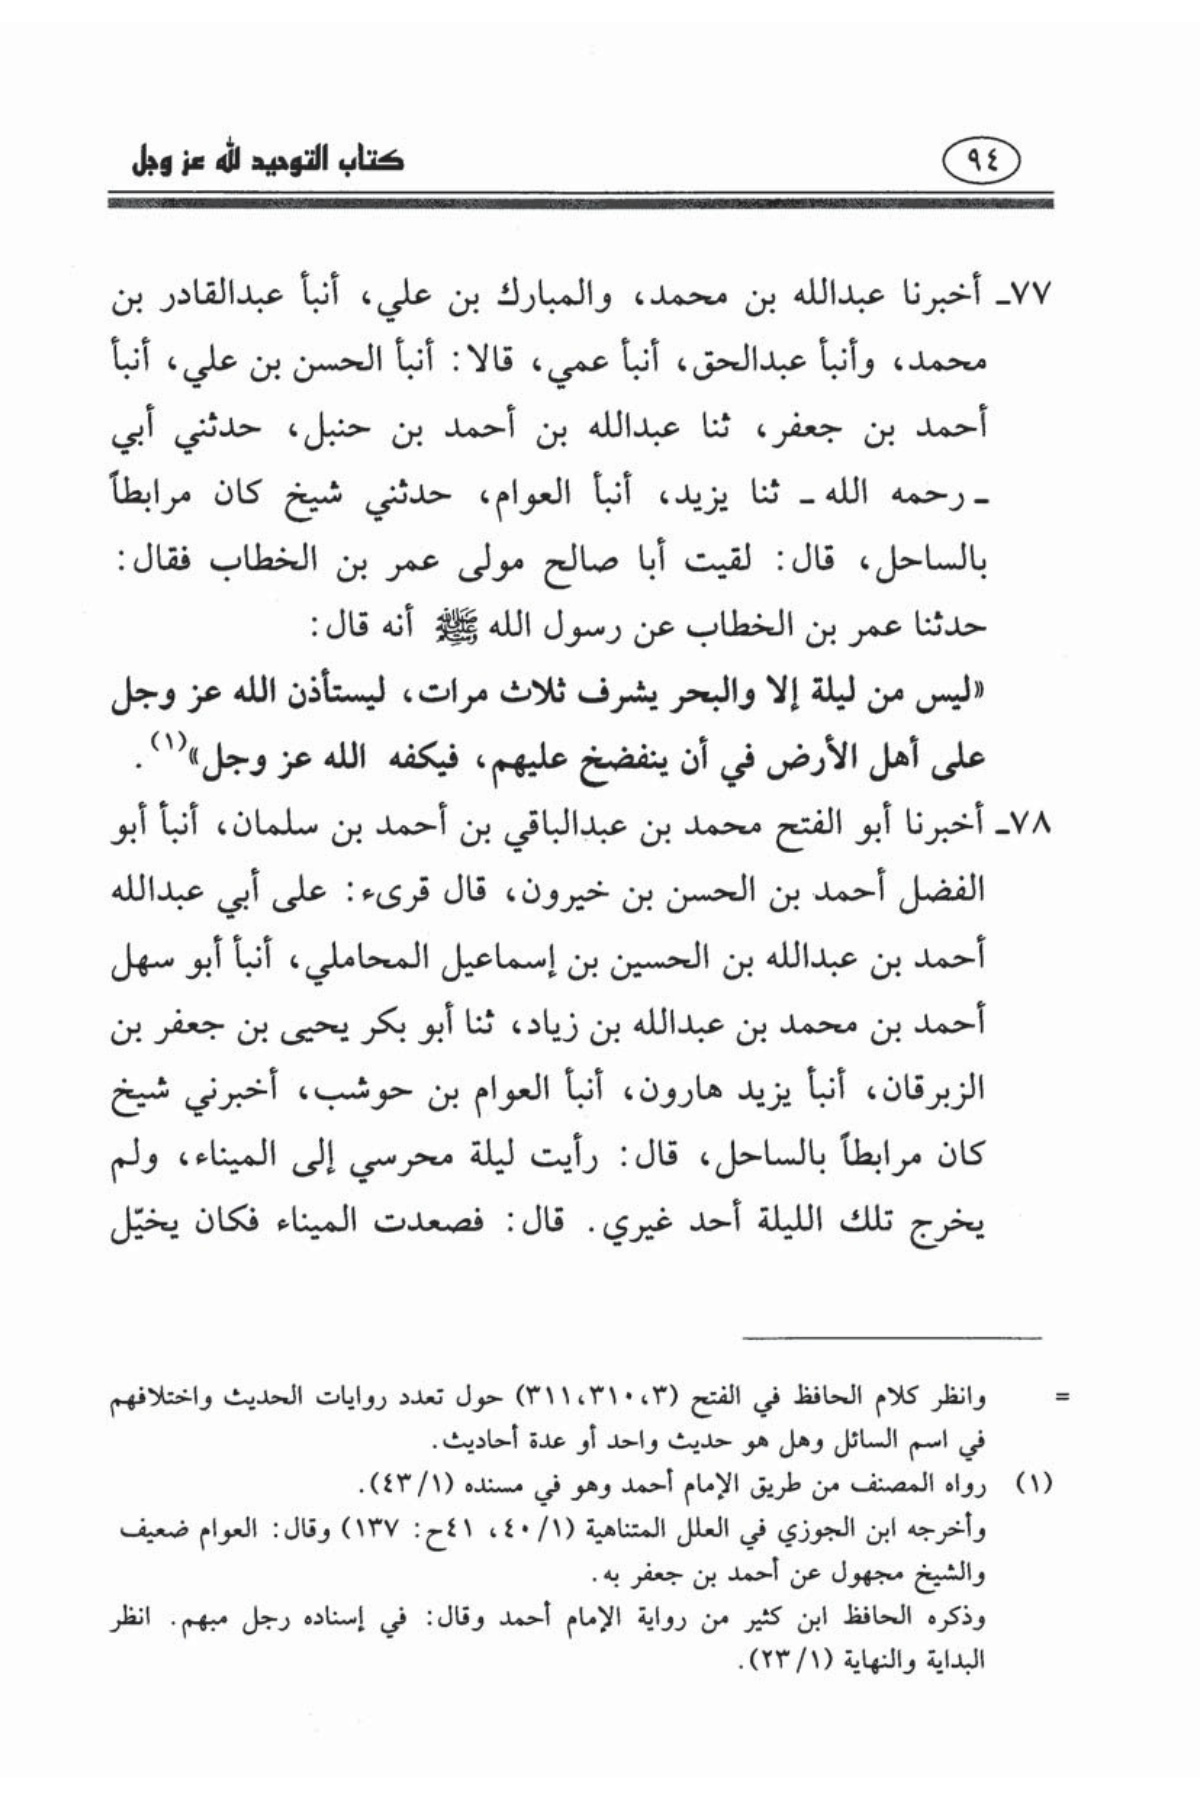 ٩٤
كتاب التوحيد لله عز وجل
٧٧ـ أخبرنا عبدالله بن محمد، والمبارك بن علي، أنبأ عبدالقادر بن
محمد، وأنبأ عبدالحق، أنبأ عمي، قالا: أنبأ الحسن بن علي، أنبأ
أحمد بن جعفر، ثنا عبدالله بن أحمد بن حنبل، حدثني أبي
ـ رحمه الله ـ ثنا يزيد، أنبأ العوام، حدثني شيخ كان مرابطاً
بالساحل، قال: لقيت أبا صالح مولى عمر بن الخطاب فقال:
حدثنا عمر بن الخطاب عن رسول الله ﷺ أنه قال:
«ليس من ليلة إلا والبحر يشرف ثلاث مرات، ليستأذن الله عز وجل
على أهل الأرض في أن ينفضخ عليهم، فيكفه الله عز وجل»(١).
٧٨ـ أخبرنا أبو الفتح محمد بن عبدالباقي بن أحمد بن سلمان، أنبأ أبو
الفضل أحمد بن الحسن بن خيرون، قال قرىء: على أبي عبدالله
أحمد بن عبدالله بن الحسين بن إسماعيل المحاملي، أنبأ أبو سهل
أحمد بن محمد بن عبدالله بن زياد، ثنا أبو بكر يحيى بن جعفر بن
الزبرقان، أنبأ يزيد هارون، أنبأ العوام بن حوشب، أخبرني شيخ
كان مرابطاً بالساحل، قال: رأيت ليلة محرسي إلى الميناء، ولم
يخرج تلك الليلة أحد غيري. قال: فصعدت الميناء فكان يخيّل
= وانظر كلام الحافظ في الفتح (٣،٣١٠،٣١١) حول تعدد روايات الحديث واختلافهم
في اسم السائل وهل هو حديث واحد أو عدة أحاديث.
(١) رواه المصنف من طريق الإمام أحمد وهو في مسنده (٤٣/١).
وأخرجه ابن الجوزي في العلل المتناهية (٤٠/١، ٤١ح: ١٣٧) وقال: العوام ضعيف
والشيخ مجهول عن أحمد بن جعفر به.
وذكره الحافظ ابن كثير من رواية الإمام أحمد وقال: في إسناده رجل مبهم. انظر
البداية والنهاية (٢٣/١).